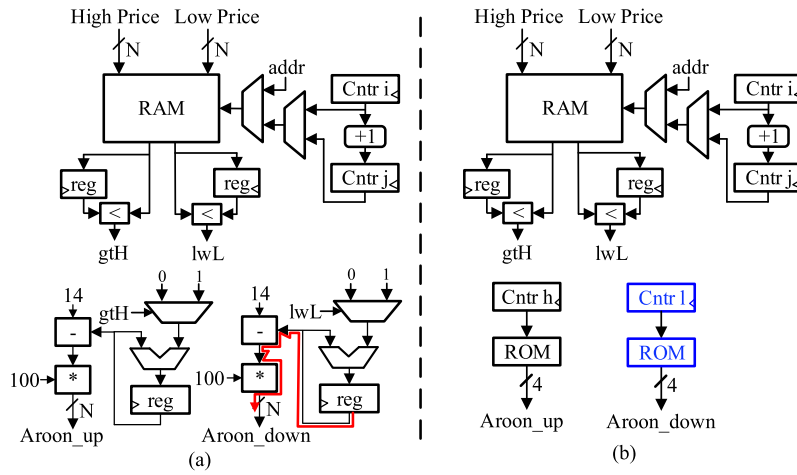 High Price Low Price
N N
addr
RAM
Cntr i
+1
Cntr j
reg reg
< <
gtH lwL
0 1
14
gtH
-
100
*
reg
N
Aroon_up
0 1
14
lwL
-
100
*
reg
N
Aroon_down
(a)
High Price Low Price
N N
addr
RAM
Cntr i
+1
Cntr j
reg reg
< <
gtH lwL
Cntr h Cntr l
ROM ROM
4 4
Aroon_up Aroon_down
(b)